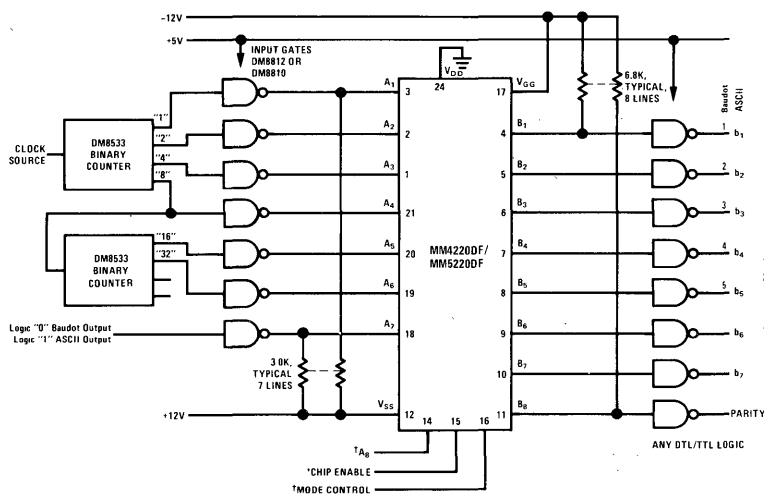 -12V
+5V
INPUT GATES
DM8812 OR
DM8810
VDD
24
A1
3
VGG
17
6.8K,
TYPICAL,
8 LINES
Baudot
ASCII
"1"
"2"
"4"
"8"
CLOCK
SOURCE
DM8533
BINARY
COUNTER
A2
2
A3
1
A4
21
B1
4
1
b1
B2
5
2
b2
B3
6
3
b3
MM4220DF/
MM5220DF
DM8533
BINARY
COUNTER
"16"
"32"
A5
20
A6
19
B4
7
4
b4
B5
8
5
b5
B6
9
b6
Logic "0" Baudot Output
Logic "1" ASCII Output
A7
18
B7
10
b7
3.0K,
TYPICAL
7 LINES
+12V
VSS
12
14
15
16
B8
11
PARITY
ANY DTL/TTL LOGIC
†A8
*CHIP ENABLE
†MODE CONTROL